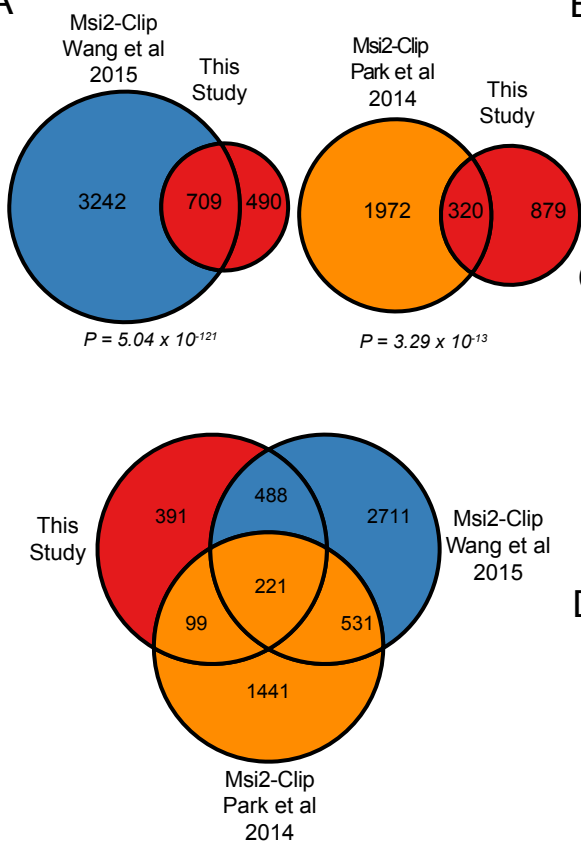 A
B
Msi2-Clip
Wang et al
2015
This
Study
Msi2-Clip
Park et al
2014
This
Study
3242
709
490
1972
320
879
P = 5.04 x 10-121
P = 3.29 x 10-13
This
Study
391
488
2711
Msi2-Clip
Wang et al
2015
221
99
531
1441
Msi2-Clip
Park et al
2014